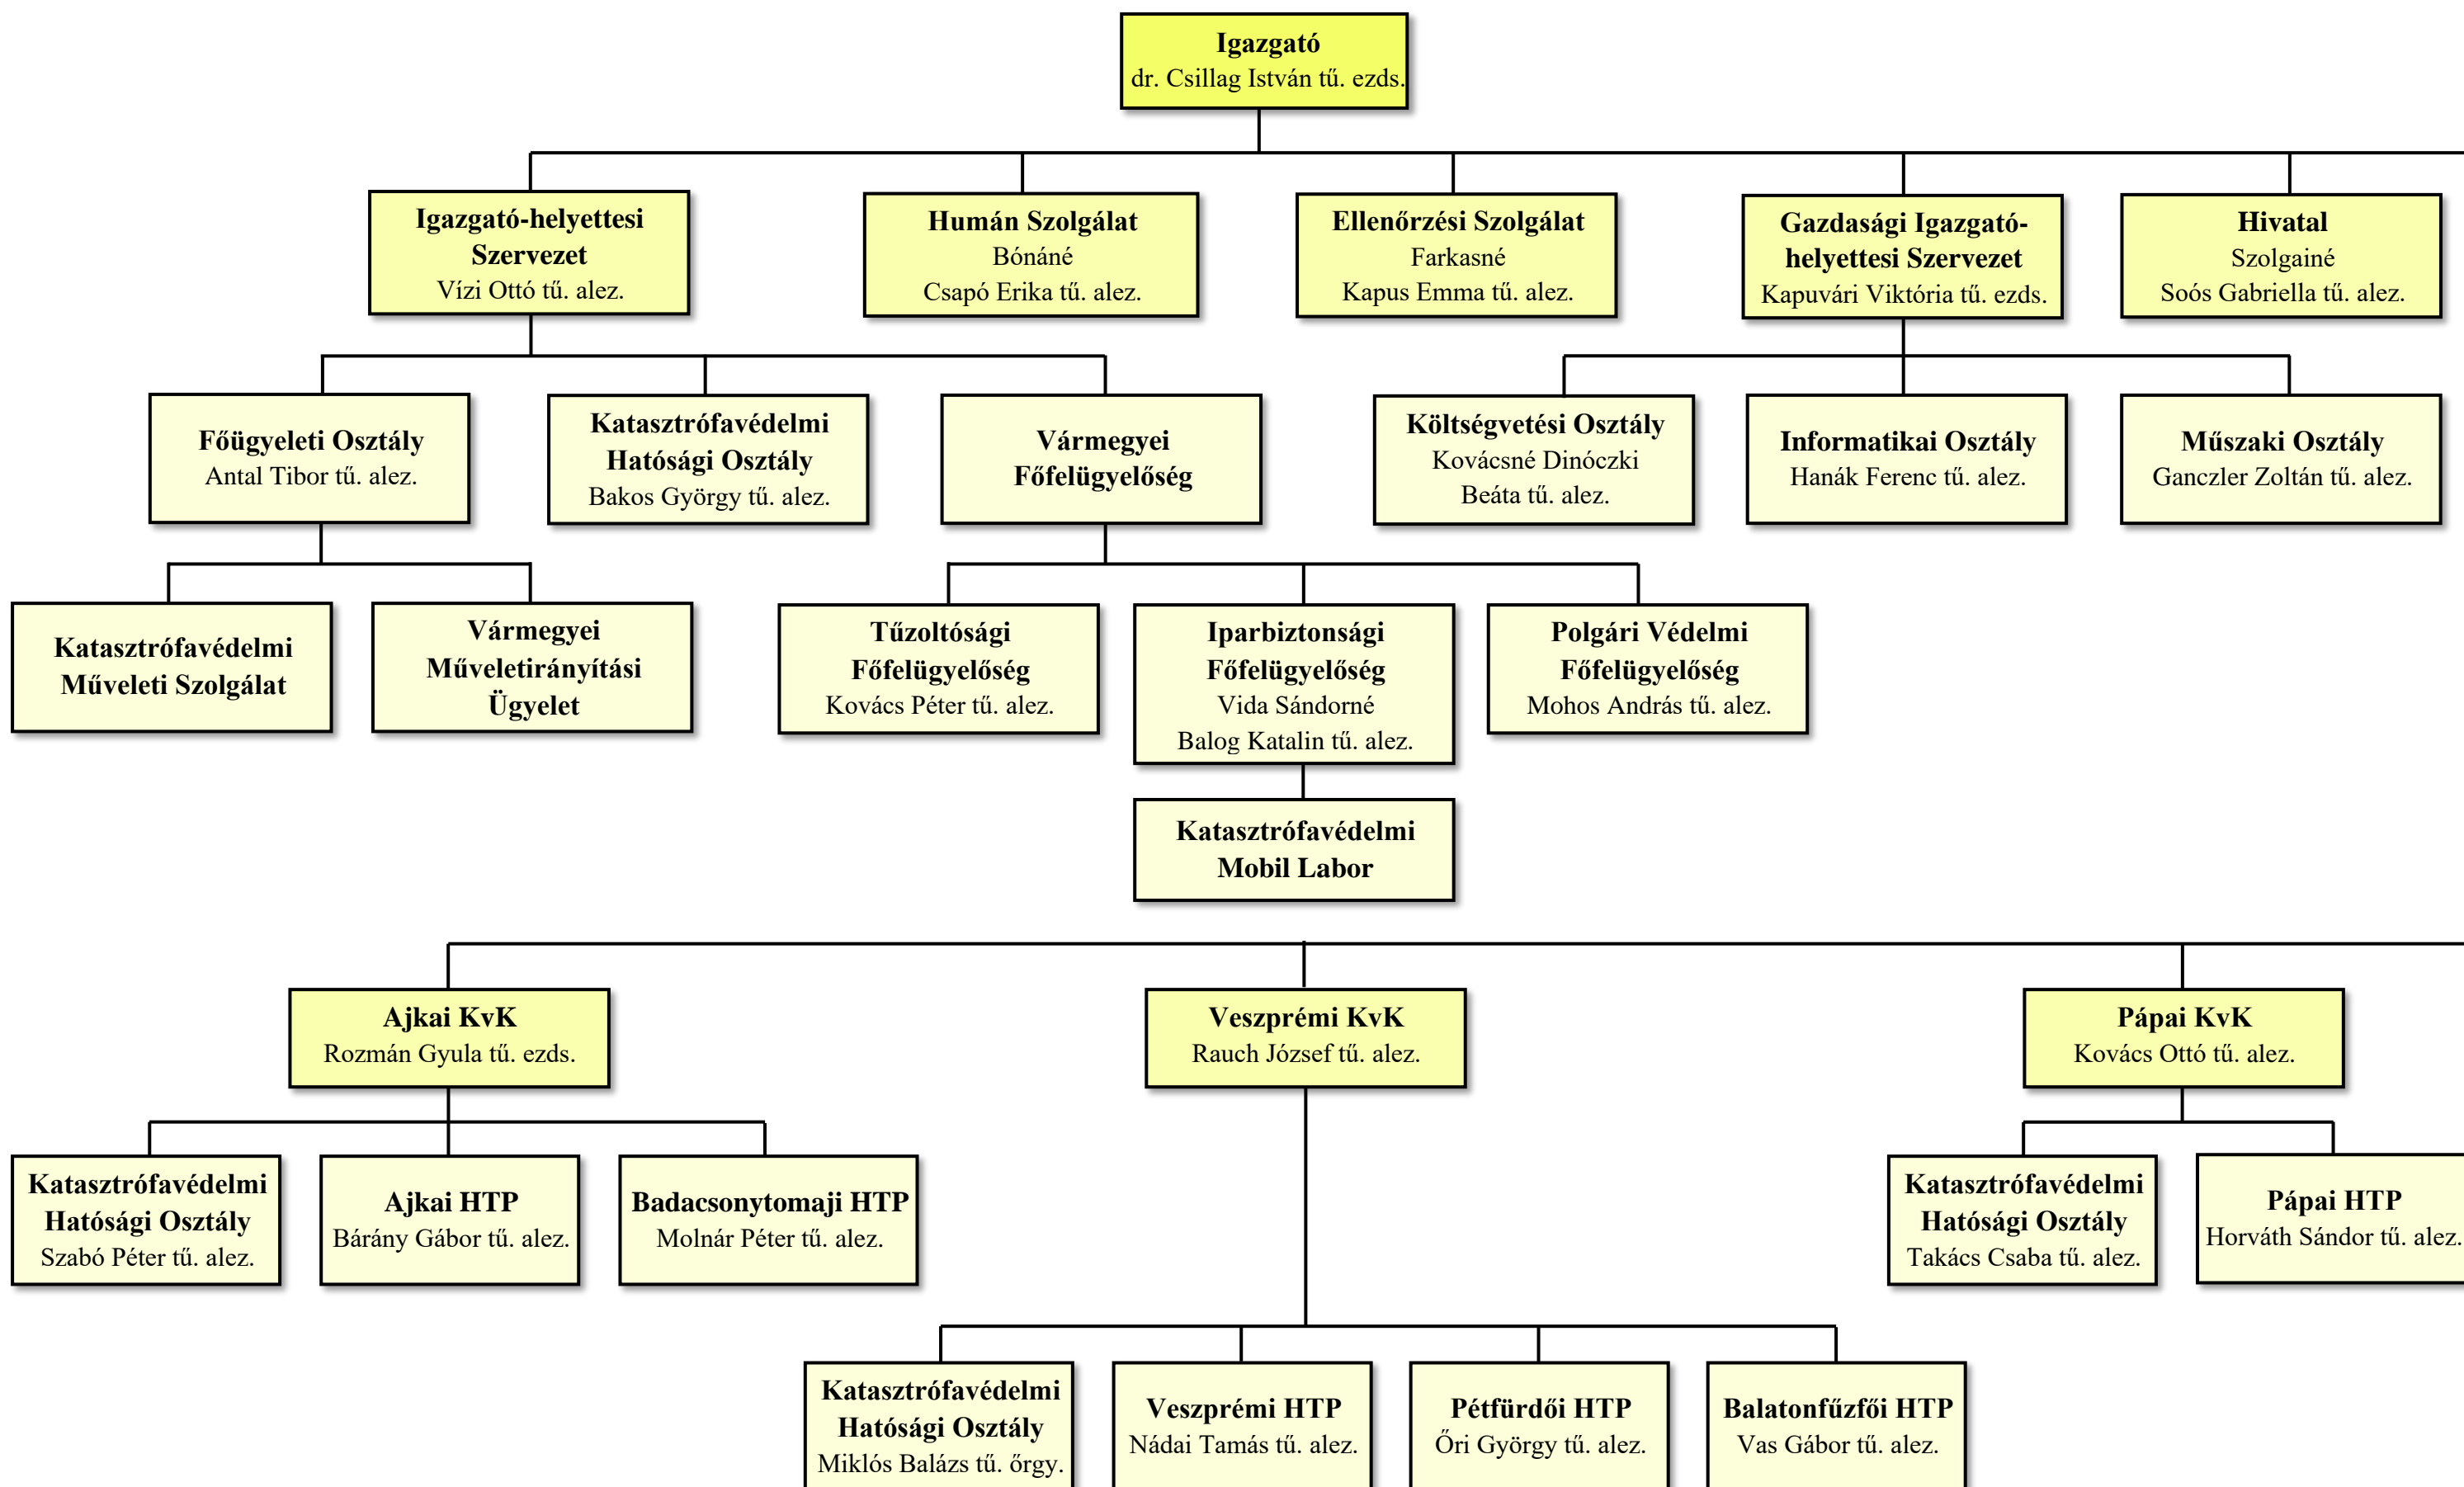 Igazgató
dr. Csillag István tű. ezds.
Igazgató-helyettesi
Szervezet
Vízi Ottó tű. alez.
Humán Szolgálat
Bónáné
Csapó Erika tű. alez.
Ellenőrzési Szolgálat
Farkasné
Kapus Emma tű. alez.
Gazdasági Igazgató-
helyettesi Szervezet
Kapuvári Viktória tű. ezds.
Hivatal
Szolgainé
Soós Gabriella tű. alez.
Főügyeleti Osztály
Antal Tibor tű. alez.
Katasztrófavédelmi
Hatósági Osztály
Bakos György tű. alez.
Vármegyei
Főfelügyelőség
Költségvetési Osztály
Kovácsné Dinóczki
Beáta tű. alez.
Informatikai Osztály
Hanák Ferenc tű. alez.
Műszaki Osztály
Ganczler Zoltán tű. alez.
Katasztrófavédelmi
Műveleti Szolgálat
Vármegyei
Műveletirányítási
Ügyelet
Tűzoltósági
Főfelügyelőség
Kovács Péter tű. alez.
Iparbiztonsági
Főfelügyelőség
Vida Sándorné
Balog Katalin tű. alez.
Polgári Védelmi
Főfelügyelőség
Mohos András tű. alez.
Katasztrófavédelmi
Mobil Labor
Ajkai KvK
Rozmán Gyula tű. ezds.
Veszprémi KvK
Rauch József tű. alez.
Pápai KvK
Kovács Ottó tű. alez.
Katasztrófavédelmi
Hatósági Osztály
Szabó Péter tű. alez.
Ajkai HTP
Bárány Gábor tű. alez.
Badacsonytomaji HTP
Molnár Péter tű. alez.
Katasztrófavédelmi
Hatósági Osztály
Takács Csaba tű. alez.
Pápai HTP
Horváth Sándor tű. alez.
Katasztrófavédelmi
Hatósági Osztály
Miklós Balázs tű. őrgy.
Veszprémi HTP
Nádai Tamás tű. alez.
Pétfürdői HTP
Őri György tű. alez.
Balatonfűzfői HTP
Vas Gábor tű. alez.